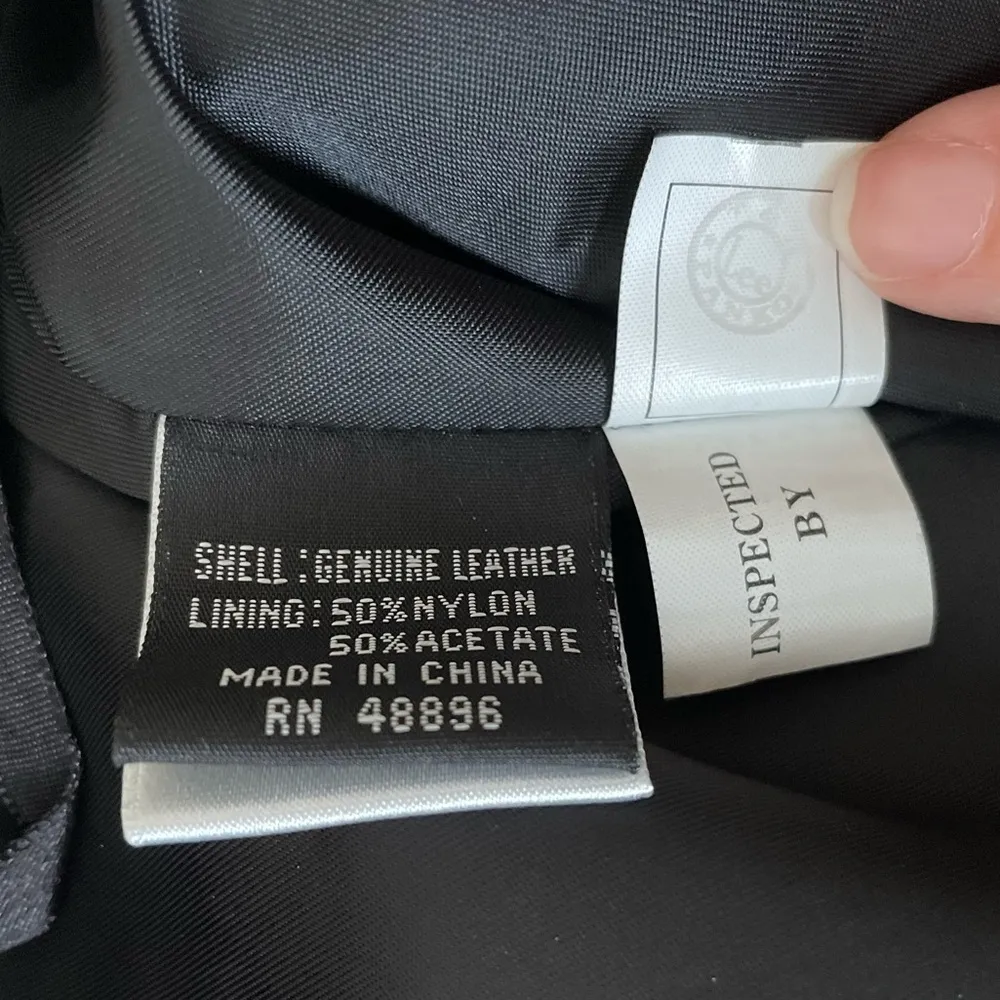 SHELL:GENUINE LEATHER
LINING:50%NYLON
50%ACETATE
MADE IN CHINA
RN 48896
INSPECTED
BY